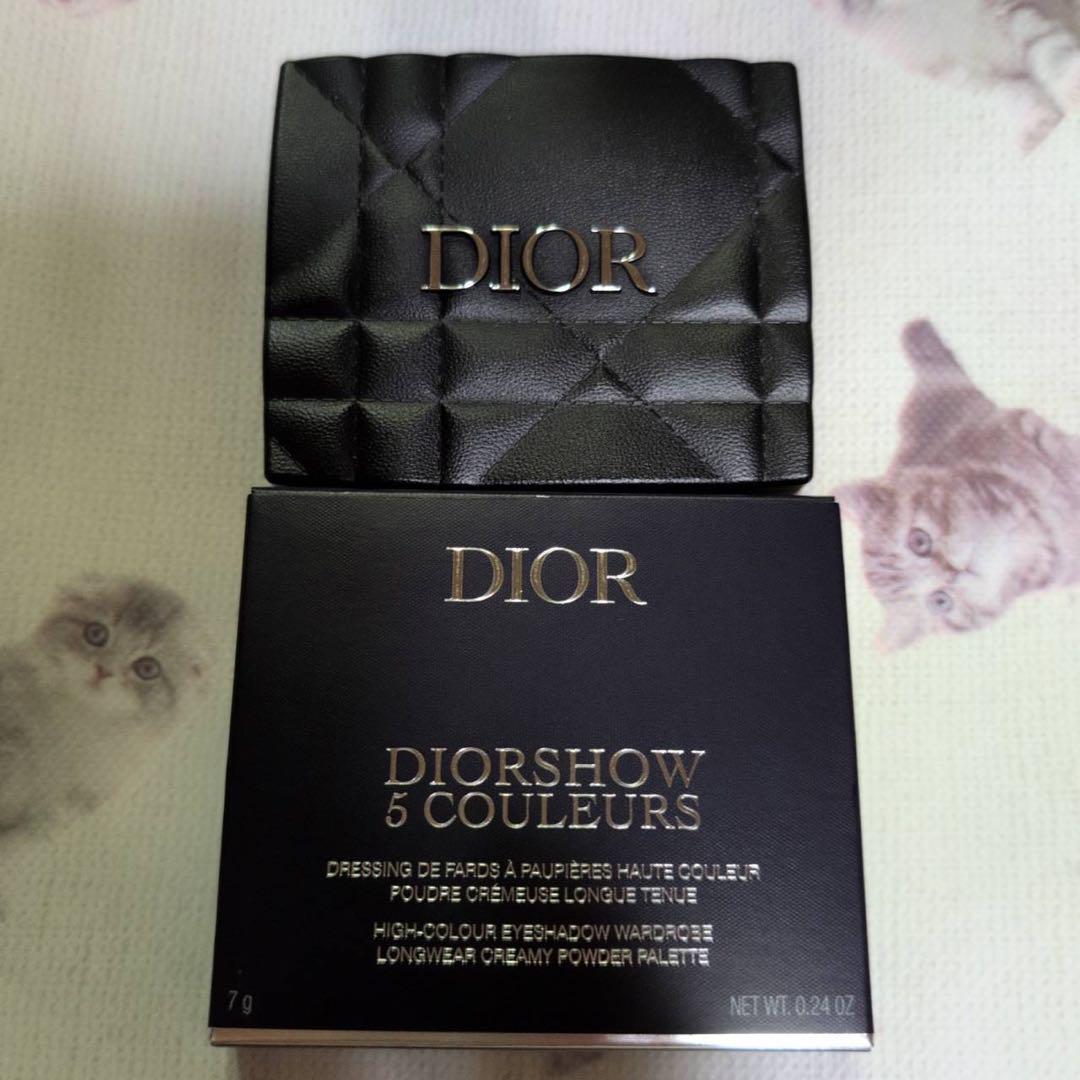 DIOR
DIOR
DIORSHOW
5 COULEURS
DRESSING DE FARDS À PAUPIÈRES HAUTE COULEUR
POUDRE CRÉMEUSE LONGUE TENUE
HIGH-COLOUR EYESHADOW WARDROBE
LONGWEAR CREAMY POWDER PALETTE
7 g
NET WT. 0.24 OZ